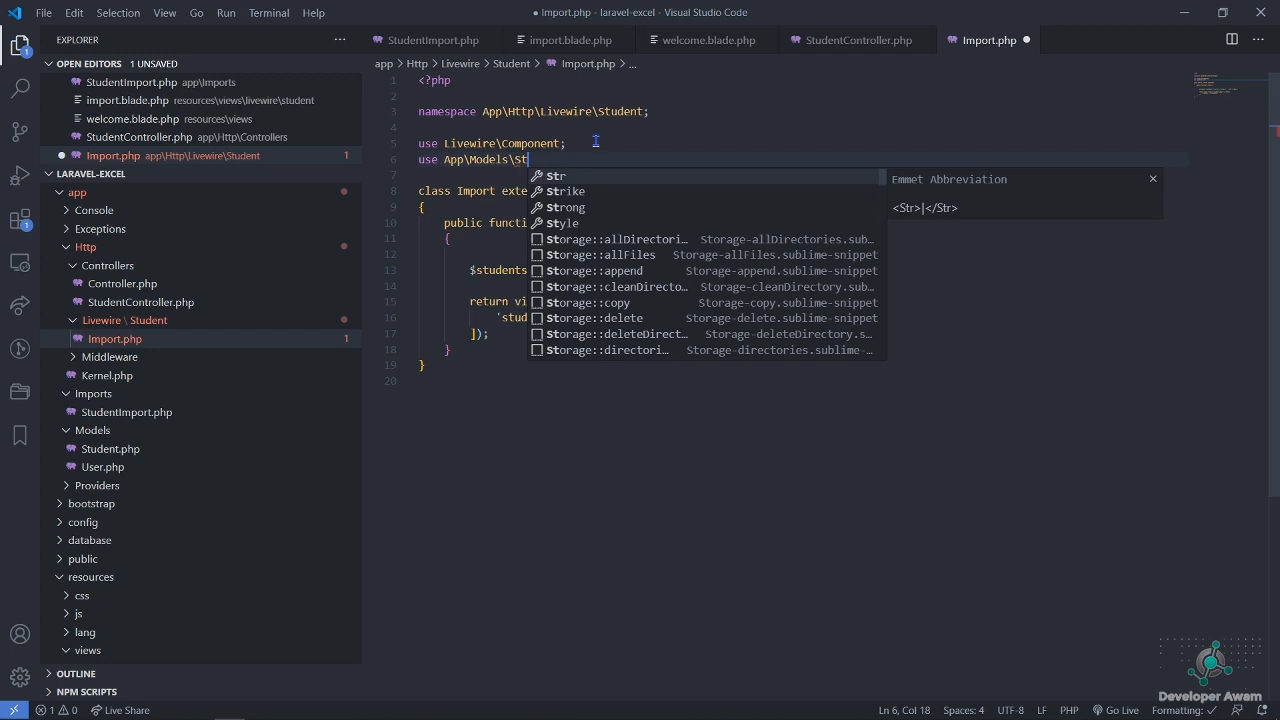 File Edit Selection View Go Run Terminal Help
● Import.php - laravel-excel - Visual Studio Code
EXPLORER
StudentImport.php
import.blade.php
welcome.blade.php
StudentController.php
Import.php
OPEN EDITORS 1 UNSAVED
app > Http > Livewire > Student > Import.php > ...
StudentImport.php app\Imports
import.blade.php resources\views\livewire\student
welcome.blade.php resources\views
StudentController.php app\Http\Controllers
Import.php app\Http\Livewire\Student 1
LARAVEL-EXCEL
app
Console
Exceptions
Http
Controllers
Controller.php
StudentController.php
Livewire \ Student
Import.php 1
Middleware
Kernel.php
Imports
StudentImport.php
Models
Student.php
User.php
Providers
bootstrap
config
database
public
resources
css
js
lang
views
OUTLINE
NPM SCRIPTS
1 <?php
2
3 namespace App\Http\Livewire\Student;
4
5 use Livewire\Component;
6 use App\Models\St
7
8 class Import exte
9 {
10 public functi
11 {
12
13 $students
14
15 return vi
16 'stud
17 ]);
18 }
19 }
20
Str
Strike
Strong
Style
Storage::allDirectori... Storage-allDirectories.sub...
Storage::allFiles Storage-allFiles.sublime-snippet
Storage::append Storage-append.sublime-snippet
Storage::cleanDirecto... Storage-cleanDirectory.sub...
Storage::copy Storage-copy.sublime-snippet
Storage::delete Storage-delete.sublime-snippet
Storage::deleteDirect... Storage-deleteDirectory.s...
Storage::directori... Storage-directories.sublime-...
Emmet Abbreviation
<Str>|</Str>
Developer Awam
1 0 Live Share
Ln 6, Col 18 Spaces: 4 UTF-8 LF PHP Go Live Formatting: ✓
1
1